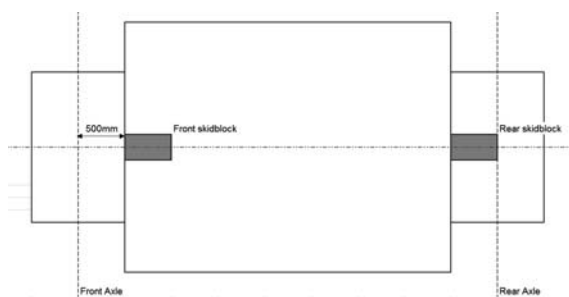 500mm
Front skidblock
Rear skidblock
Front Axle
Rear Axle